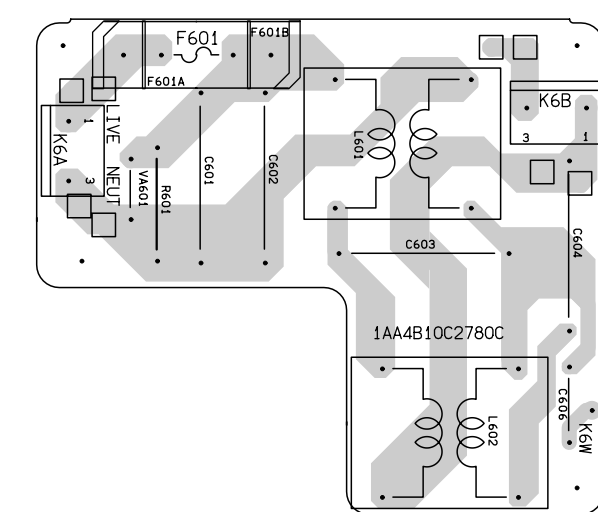 F601
F601B
F601A
LIVE
NEUT
K6A
1
3
VA601
R601
C601
C602
L601
K6B
3
1
C603
C604
1AA4B10C2780C
L602
C606
K6W